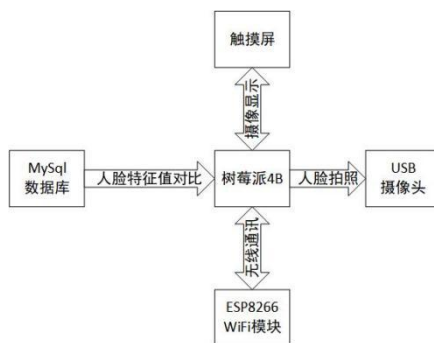 触摸屏
摄像显示
MySql
数据库
人脸特征值对比
树莓派4B
人脸拍照
USB
摄像头
无线通讯
ESP8266
WiFi模块